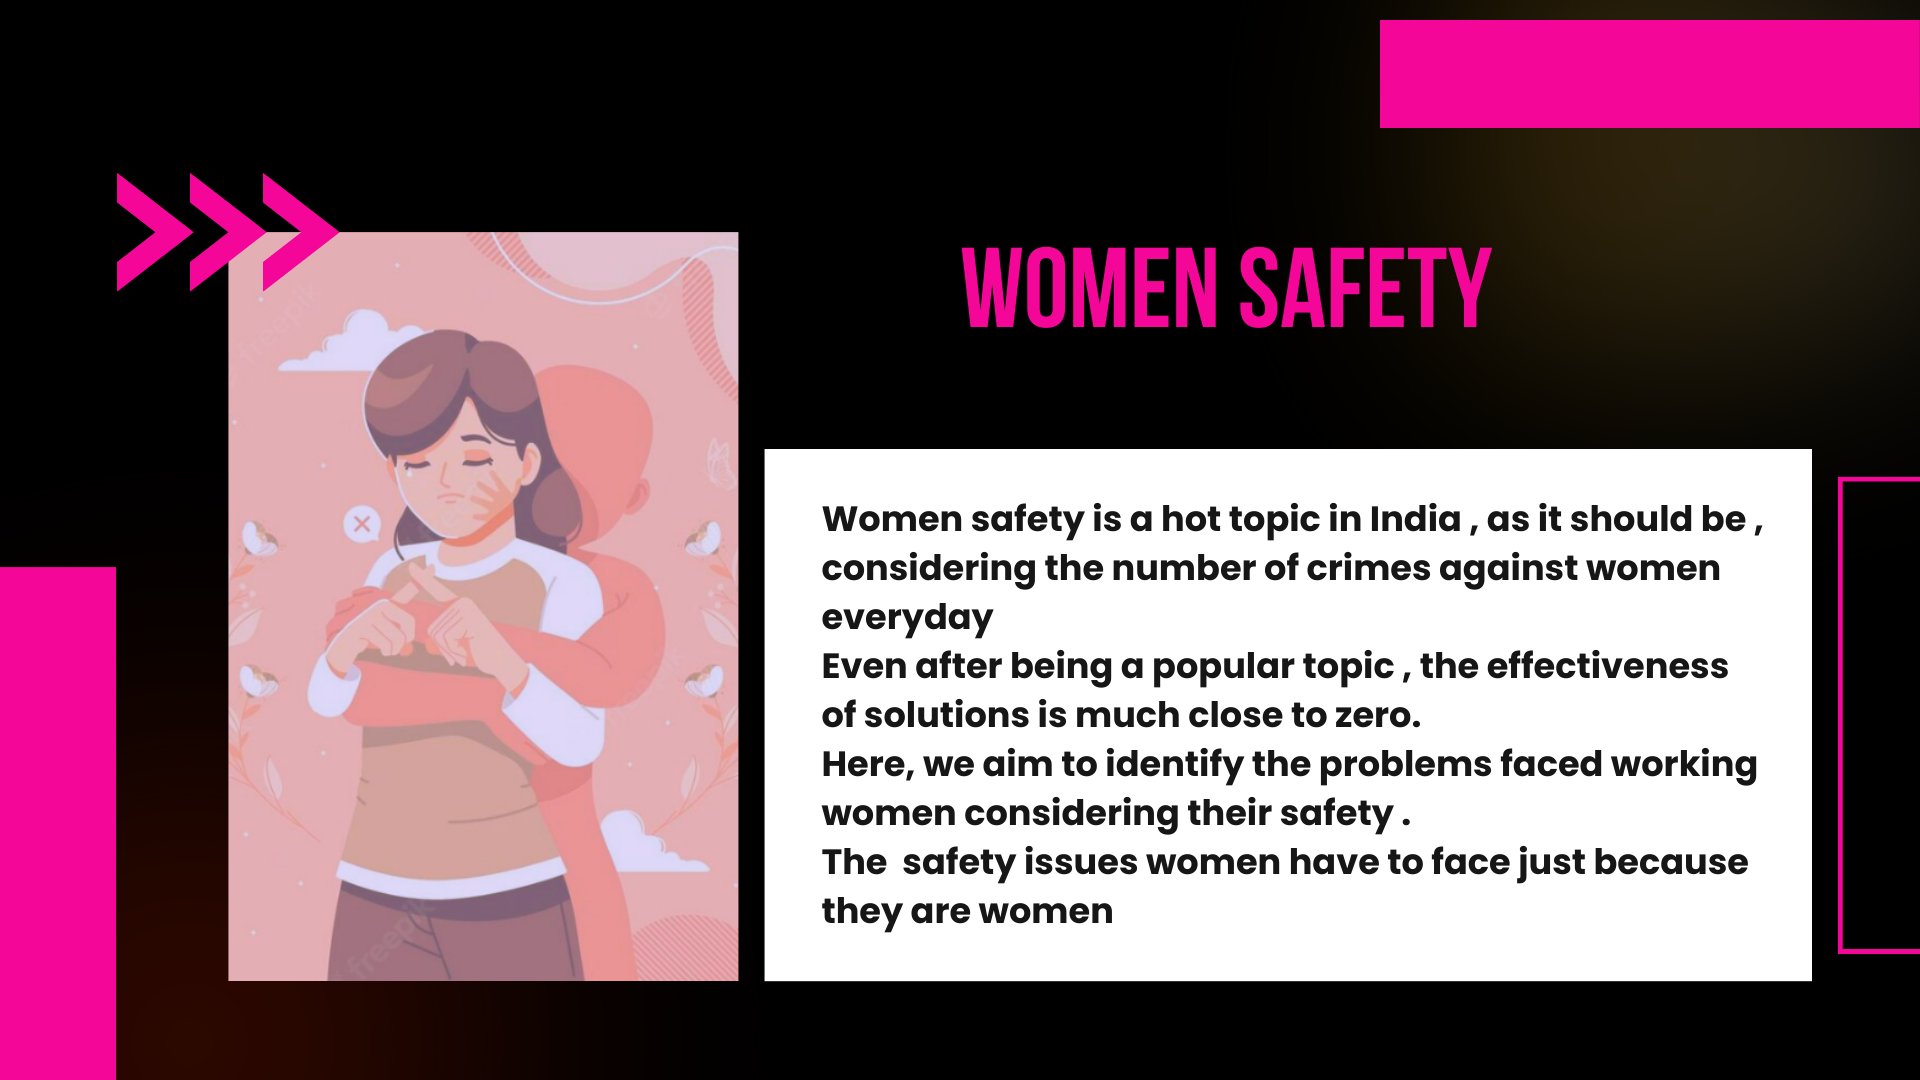 WOMEN SAFETY
Women safety is a hot topic in India , as it should be ,
considering the number of crimes against women
everyday
Even after being a popular topic , the effectiveness
of solutions is much close to zero.
Here, we aim to identify the problems faced working
women considering their safety .
The  safety issues women have to face just because
they are women
freepik
freepik